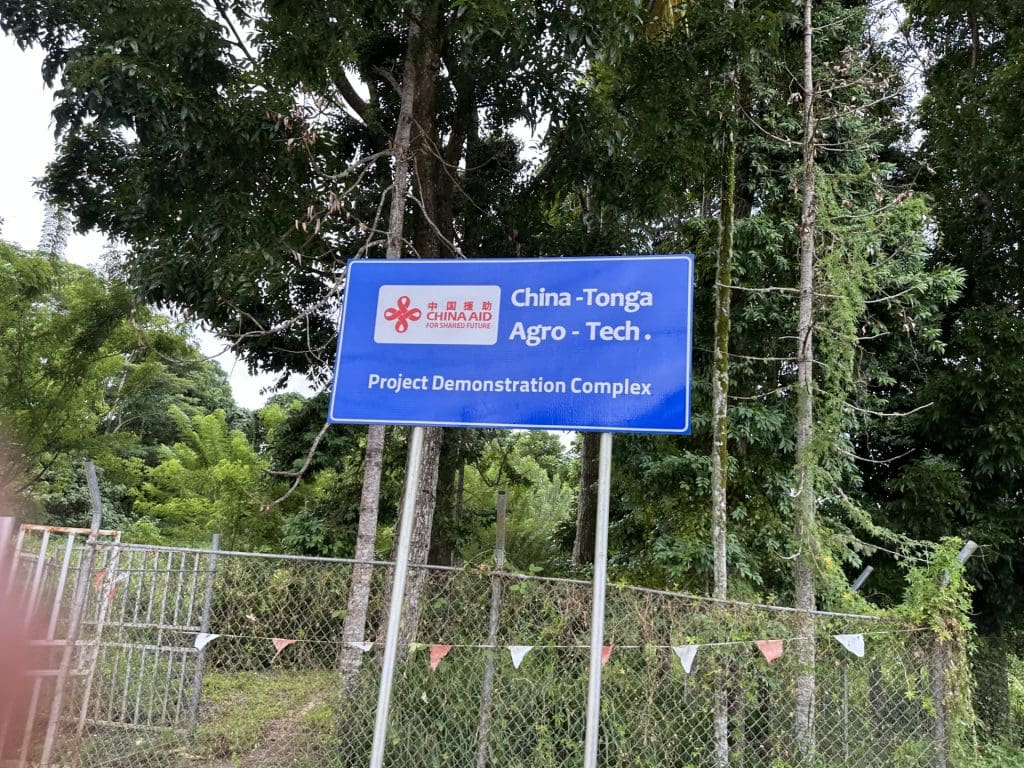 中国援助
CHINA AID
FOR SHARED FUTURE
China -Tonga
Agro - Tech .
Project Demonstration Complex